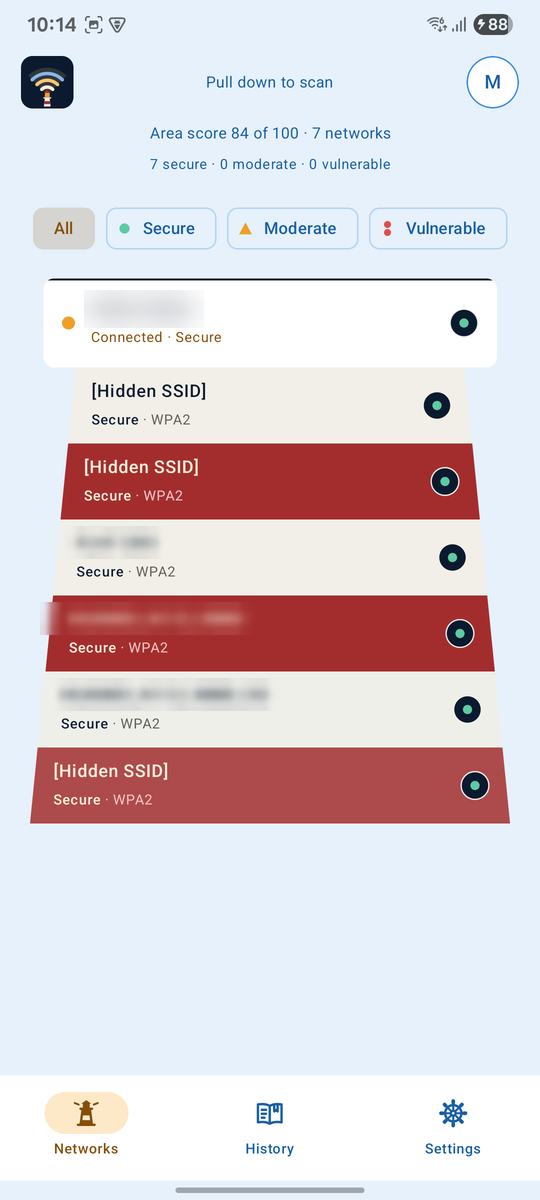 10:14
88
Pull down to scan
M
Area score 84 of 100 · 7 networks
7 secure · 0 moderate · 0 vulnerable
All
Secure
Moderate
Vulnerable
Connected · Secure
[Hidden SSID]
Secure · WPA2
[Hidden SSID]
Secure · WPA2
Secure · WPA2
Secure · WPA2
Secure · WPA2
[Hidden SSID]
Secure · WPA2
Networks
History
Settings